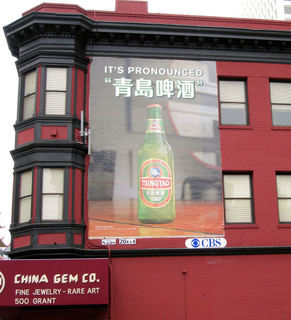 IT'S PRONOUNCED
“青島啤酒”
TSINGTAO
CBS
CHINA GEM CO.
FINE JEWELRY - RARE ART
500 GRANT